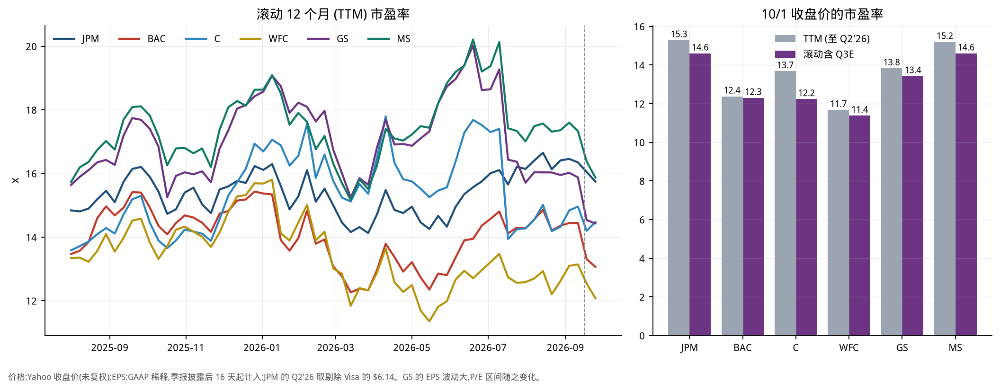 滚动 12 个月 (TTM) 市盈率
JPM BAC C WFC GS MS
20
18
16
14
12
x
2025-09 2025-11 2026-01 2026-03 2026-05 2026-07 2026-09
10/1 收盘价的市盈率
TTM (至 Q2'26)
滚动含 Q3E
16
14
12
10
8
6
4
2
0
15.3 14.6 12.4 12.3 13.7 12.2 11.7 11.4 13.8 13.4 15.2 14.6
JPM BAC C WFC GS MS
价格:Yahoo 收盘价(未复权);EPS:GAAP 稀释,季报披露后 16 天起计入;JPM 的 Q2'26 取剔除 Visa 的 $6.14。GS 的 EPS 波动大,P/E 区间随之变化。